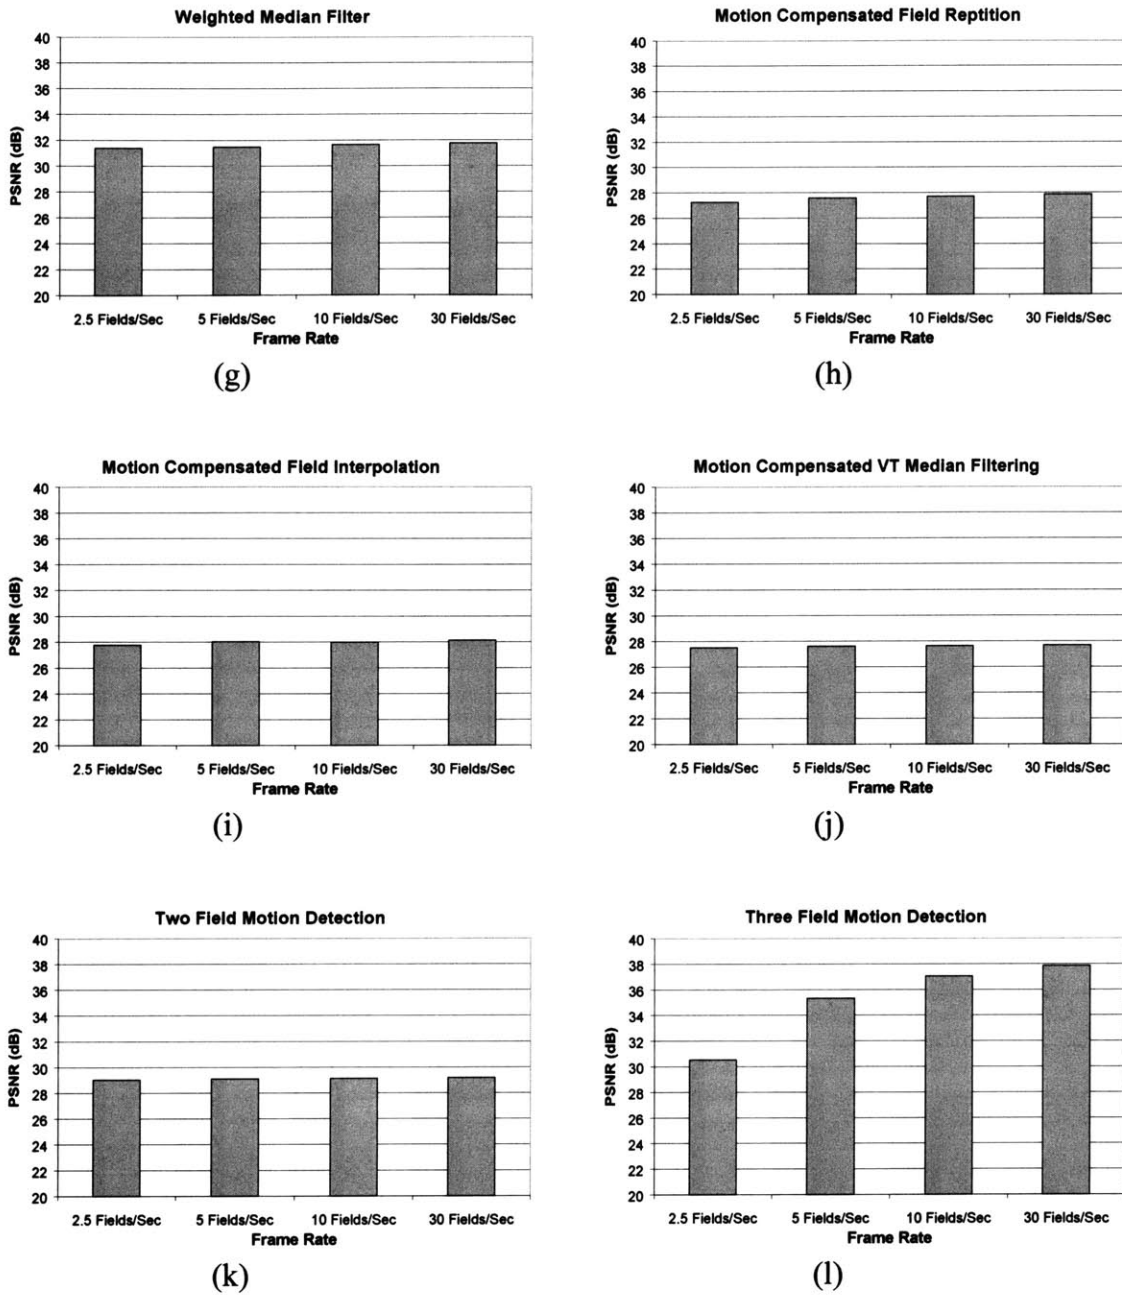 Weighted Median Filter
PSNR (dB)
40
38
36
34
32
30
28
26
24
22
20
2.5 Fields/Sec 5 Fields/Sec 10 Fields/Sec 30 Fields/Sec
Frame Rate
(g)
Motion Compensated Field Reptition
PSNR (dB)
40
38
36
34
32
30
28
26
24
22
20
2.5 Fields/Sec 5 Fields/Sec 10 Fields/Sec 30 Fields/Sec
Frame Rate
(h)
Motion Compensated Field Interpolation
PSNR (dB)
40
38
36
34
32
30
28
26
24
22
20
2.5 Fields/Sec 5 Fields/Sec 10 Fields/Sec 30 Fields/Sec
Frame Rate
(i)
Motion Compensated VT Median Filtering
PSNR (dB)
40
38
36
34
32
30
28
26
24
22
20
2.5 Fields/Sec 5 Fields/Sec 10 Fields/Sec 30 Fields/Sec
Frame Rate
(j)
Two Field Motion Detection
PSNR (dB)
40
38
36
34
32
30
28
26
24
22
20
2.5 Fields/Sec 5 Fields/Sec 10 Fields/Sec 30 Fields/Sec
Frame Rate
(k)
Three Field Motion Detection
PSNR (dB)
40
38
36
34
32
30
28
26
24
22
20
2.5 Fields/Sec 5 Fields/Sec 10 Fields/Sec 30 Fields/Sec
Frame Rate
(l)